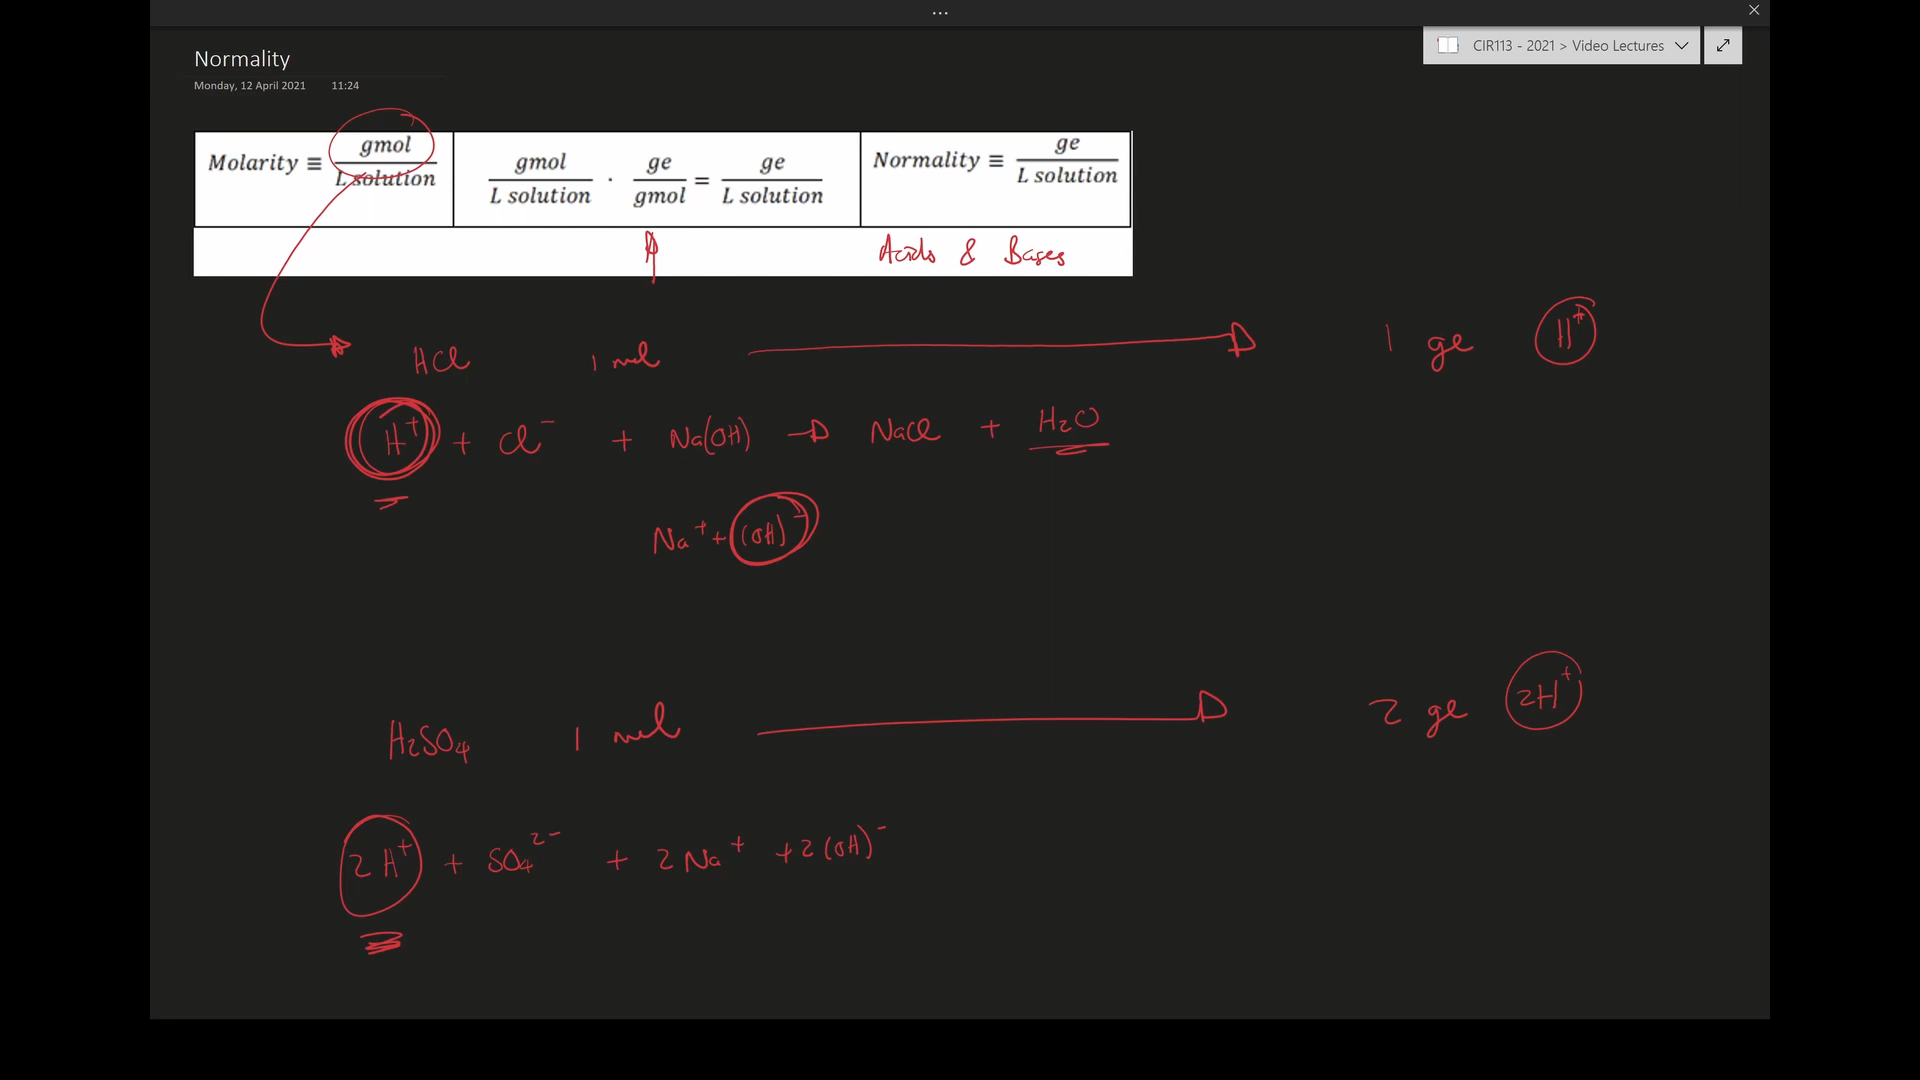 ...
CIR113 - 2021 > Video Lectures
Normality
Monday, 12 April 2021 11:24
Molarity ≡ gmol / L solution
gmol / L solution · ge / gmol = ge / L solution
Normality ≡ ge / L solution
Acids & Bases
HCl 1 mol 1 ge H⁺
H⁺ + Cl⁻ + Na(OH) → NaCl + H₂O
Na⁺ + (OH)⁻
H₂SO₄ 1 mol 2 ge 2H⁺
2H⁺ + SO₄²⁻ + 2Na⁺ + 2(OH)⁻